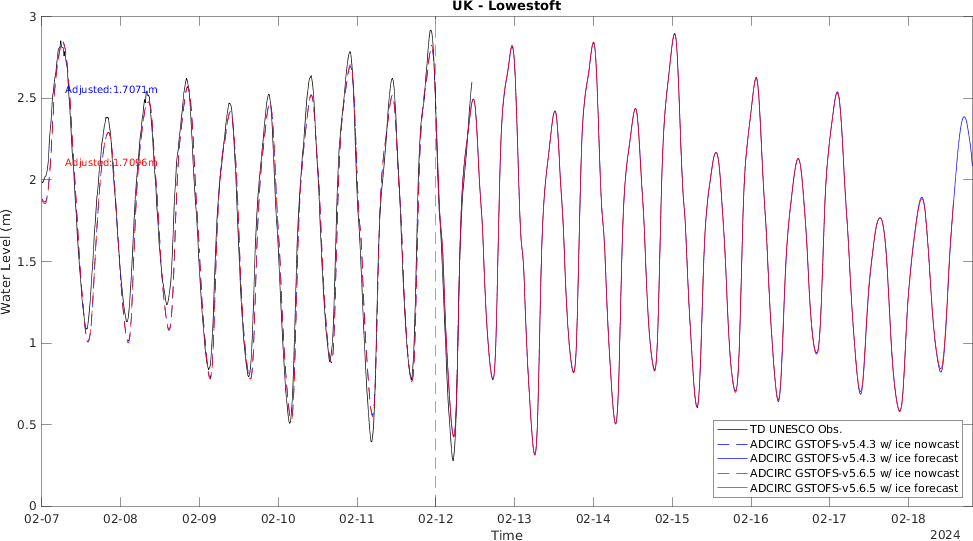 UK - Lowestoft
3
2.5
2
1.5
1
0.5
0
Water Level (m)
Adjusted:1.7071m
Adjusted:1.7096m
TD UNESCO Obs.
ADCIRC GSTOFS-v5.4.3 w/ ice nowcast
ADCIRC GSTOFS-v5.4.3 w/ ice forecast
ADCIRC GSTOFS-v5.6.5 w/ ice nowcast
ADCIRC GSTOFS-v5.6.5 w/ ice forecast
02-07 02-08 02-09 02-10 02-11 02-12 02-13 02-14 02-15 02-16 02-17 02-18
Time
2024